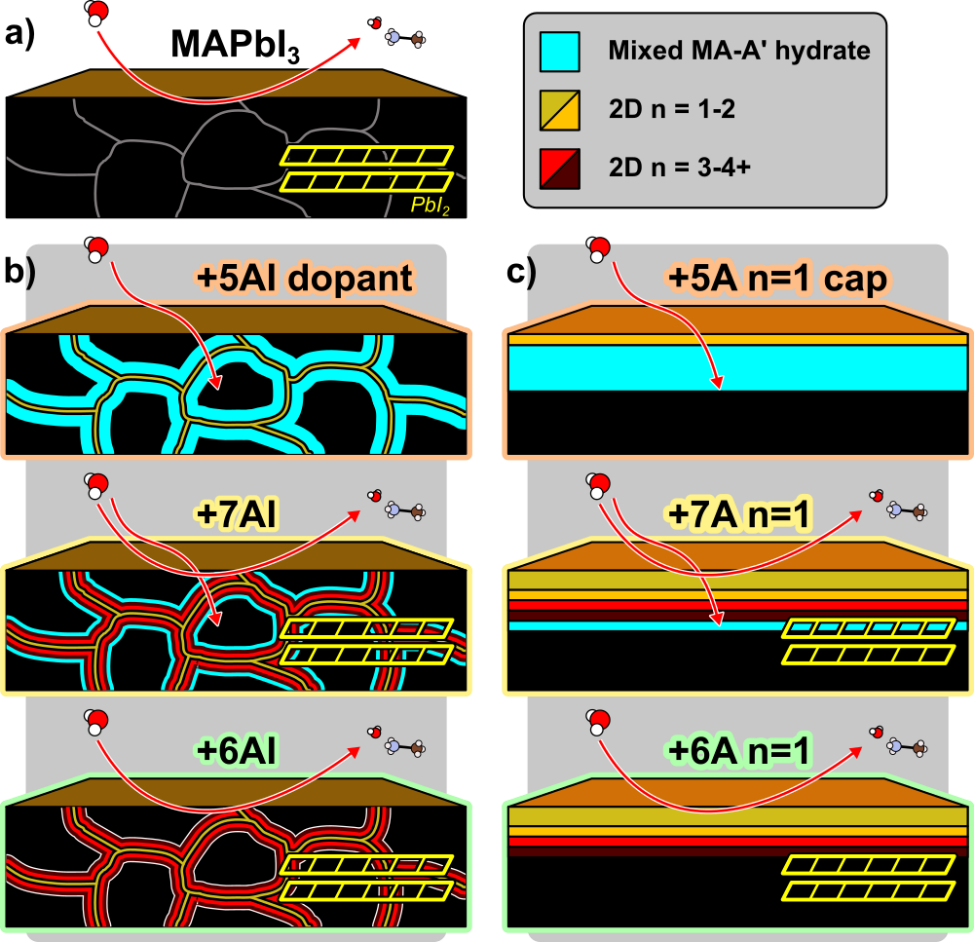 a)
MAPbI3
PbI2
Mixed MA-A' hydrate
2D n = 1-2
2D n = 3-4+
b)
+5AI dopant
+7AI
+6AI
c)
+5A n=1 cap
+7A n=1
+6A n=1